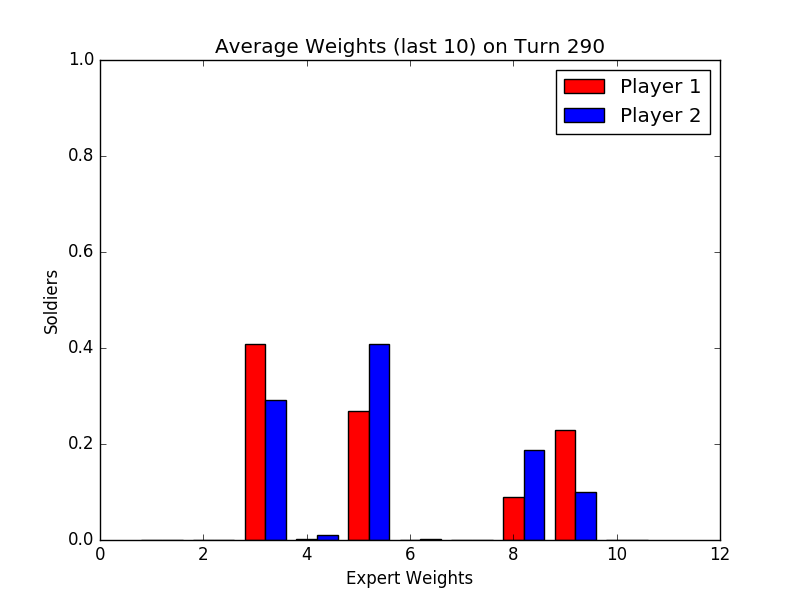 Average Weights (last 10) on Turn 290
1.0
0.8
0.6
0.4
0.2
0.0
Soldiers
Player 1
Player 2
0 2 4 6 8 10 12
Expert Weights